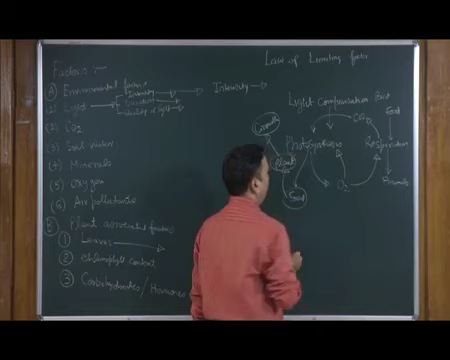 Law of Limiting factor
Factors :-
(A) Environmental factors
Intensity
Intensity
(1) Light
Duration
Quality of light
Light Compensation Point
(2) CO2
CO2
Food
Growth
Photosynthesis
Respiration
(3) Soil water
Plant
(4) Minerals
Food
O2
(5) Oxygen
(6) Air pollutants
(B) Plant associated factors
(1) Leaves
(2) Chlorophyll content
(3) Carbohydrates / Hormones